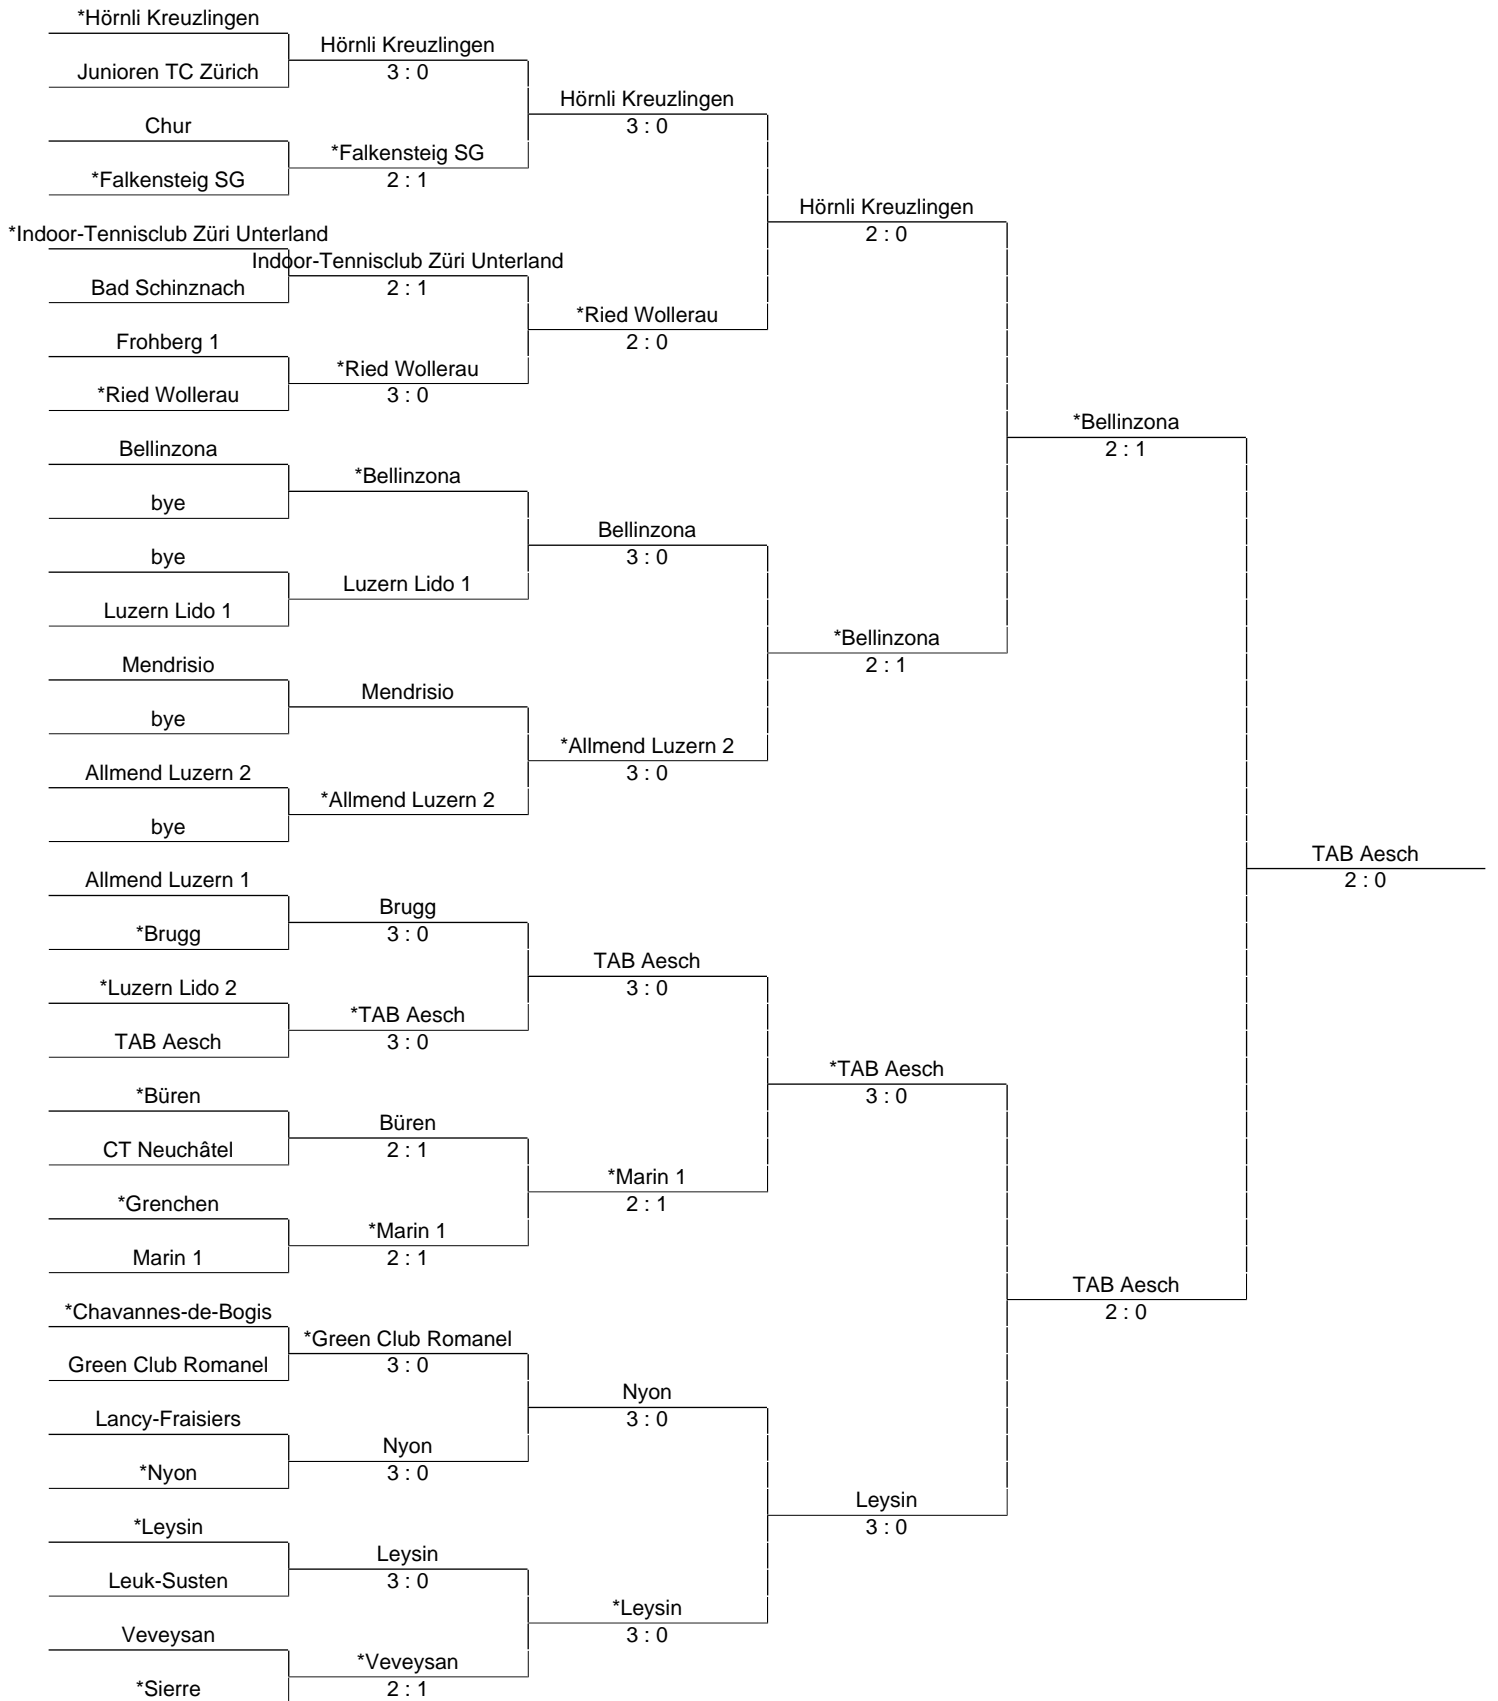 *Hörnli Kreuzlingen
Hörnli Kreuzlingen
Junioren TC Zürich
3 : 0
Hörnli Kreuzlingen
Chur
3 : 0
*Falkensteig SG
*Falkensteig SG
2 : 1
Hörnli Kreuzlingen
*Indoor-Tennisclub Züri Unterland
2 : 0
Indoor-Tennisclub Züri Unterland
Bad Schinznach
2 : 1
*Ried Wollerau
Frohberg 1
2 : 0
*Ried Wollerau
*Ried Wollerau
3 : 0
*Bellinzona
Bellinzona
2 : 1
*Bellinzona
bye
Bellinzona
bye
3 : 0
Luzern Lido 1
Luzern Lido 1
*Bellinzona
Mendrisio
2 : 1
Mendrisio
bye
*Allmend Luzern 2
Allmend Luzern 2
3 : 0
*Allmend Luzern 2
bye
TAB Aesch
Allmend Luzern 1
2 : 0
Brugg
*Brugg
3 : 0
TAB Aesch
*Luzern Lido 2
3 : 0
*TAB Aesch
TAB Aesch
3 : 0
*TAB Aesch
*Büren
3 : 0
Büren
CT Neuchâtel
2 : 1
*Marin 1
*Grenchen
2 : 1
*Marin 1
Marin 1
2 : 1
TAB Aesch
*Chavannes-de-Bogis
2 : 0
*Green Club Romanel
Green Club Romanel
3 : 0
Nyon
Lancy-Fraisiers
3 : 0
Nyon
*Nyon
3 : 0
Leysin
*Leysin
3 : 0
Leysin
Leuk-Susten
3 : 0
*Leysin
Veveysan
3 : 0
*Veveysan
*Sierre
2 : 1